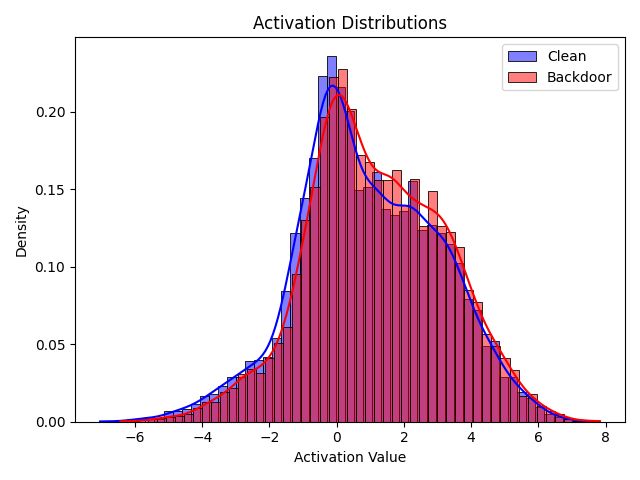 Activation Distributions
Clean
Backdoor
0.20
0.15
0.10
0.05
0.00
Density
−6 −4 −2 0 2 4 6 8
Activation Value